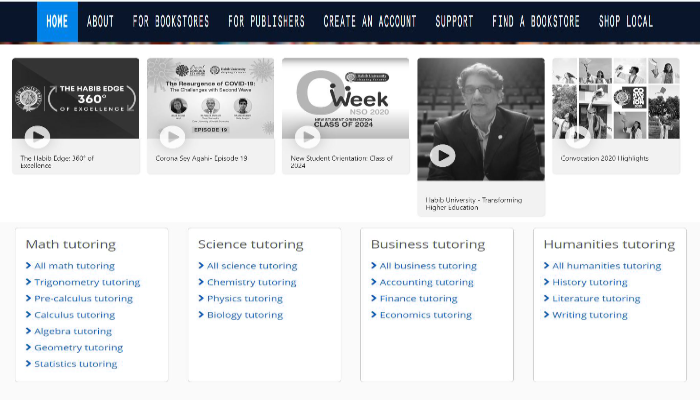 HOME ABOUT FOR BOOKSTORES FOR PUBLISHERS CREATE AN ACCOUNT SUPPORT FIND A BOOKSTORE SHOP LOCAL
THE HABIB EDGE
360°
OF EXCELLENCE
The Habib Edge: 360° of
Excellence
Habib University
The Resurgence of COVID-19:
The Challenges with Second Wave
EPISODE 19
Corona Sey Agahi- Episode 19
Habib University
O Week
NSO 2020
NEW STUDENT ORIENTATION
CLASS OF 2024
New Student Orientation: Class of
2024
Habib University - Transforming
Higher Education
Convocation 2020 Highlights
Math tutoring
All math tutoring
Trigonometry tutoring
Pre-calculus tutoring
Calculus tutoring
Algebra tutoring
Geometry tutoring
Statistics tutoring
Science tutoring
All science tutoring
Chemistry tutoring
Physics tutoring
Biology tutoring
Business tutoring
All business tutoring
Accounting tutoring
Finance tutoring
Economics tutoring
Humanities tutoring
All humanities tutoring
History tutoring
Literature tutoring
Writing tutoring